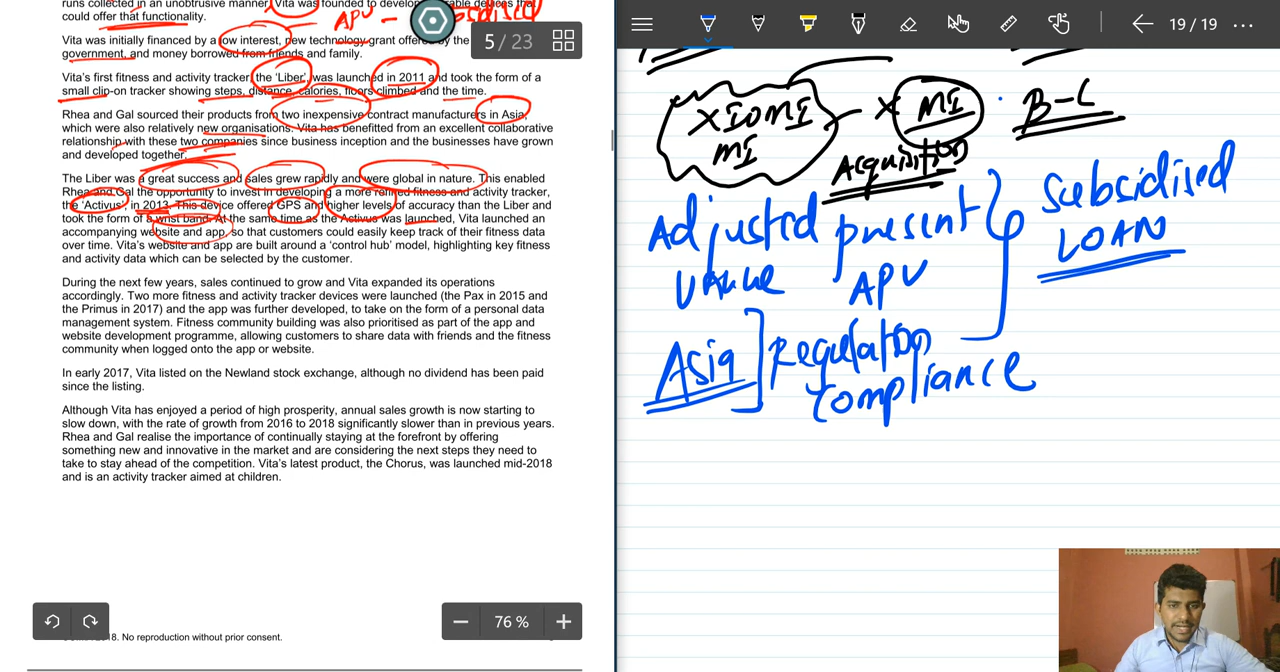 runs collected in an unobtrusive manner. Vita was founded to develop
could offer that functionality.
APV -
5 / 23
Vita was initially financed by a low interest, new technology grant offered by the
government, and money borrowed from friends and family.
Vita's first fitness and activity tracker, the 'Liber', was launched in 2011 and took the form of a
small clip-on tracker showing steps, distance, calories, floors climbed and the time.
Rhea and Gal sourced their products from two inexpensive contract manufacturers in Asia,
which were also relatively new organisations. Vita has benefitted from an excellent collaborative
relationship with these two companies since business inception and the businesses have grown
and developed together.
The Liber was a great success and sales grew rapidly and were global in nature. This enabled
Rhea and Gal the opportunity to invest in developing a more refined fitness and activity tracker,
the 'Activus', in 2013. This device offered GPS and higher levels of accuracy than the Liber and
took the form of a wrist band. At the same time as the Activus was launched, Vita launched an
accompanying website and app, so that customers could easily keep track of their fitness data
over time. Vita's website and app are built around a 'control hub' model, highlighting key fitness
and activity data which can be selected by the customer.
During the next few years, sales continued to grow and Vita expanded its operations
accordingly. Two more fitness and activity tracker devices were launched (the Pax in 2015 and
the Primus in 2017) and the app was further developed, to take on the form of a personal data
management system. Fitness community building was also prioritised as part of the app and
website development programme, allowing customers to share data with friends and the fitness
community when logged onto the app or website.
In early 2017, Vita listed on the Newland stock exchange, although no dividend has been paid
since the listing.
Although Vita has enjoyed a period of high prosperity, annual sales growth is now starting to
slow down, with the rate of growth from 2016 to 2018 significantly slower than in previous years.
Rhea and Gal realise the importance of continually staying at the forefront by offering
something new and innovative in the market and are considering the next steps they need to
take to stay ahead of the competition. Vita's latest product, the Chorus, was launched mid-2018
and is an activity tracker aimed at children.
76 %
8. No reproduction without prior consent.
19 / 19
XIOMI - X MI B-L
MI
Acquisition
Adjusted present
Value APV
Subsidised
LOAN
Asia
Regulation
compliance